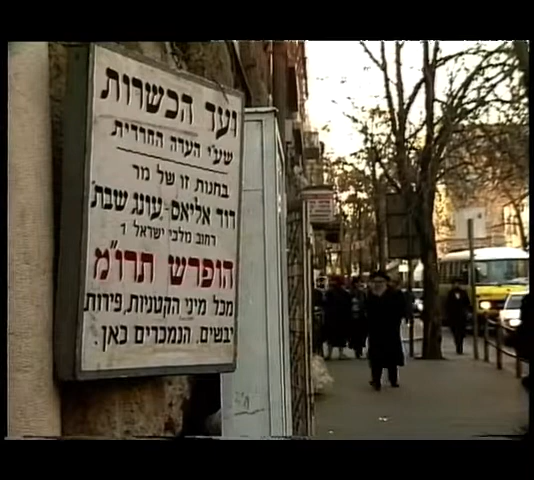 ועד הכשרות
שע״י העדה החרדית
בחנות זו של מר
דוד אליאס-עונג שבת
רחוב מלכי ישראל 1
הופרש תרו״מ
מכל מיני הקטניות, פירות
יבשים. הנמכרים כאן.